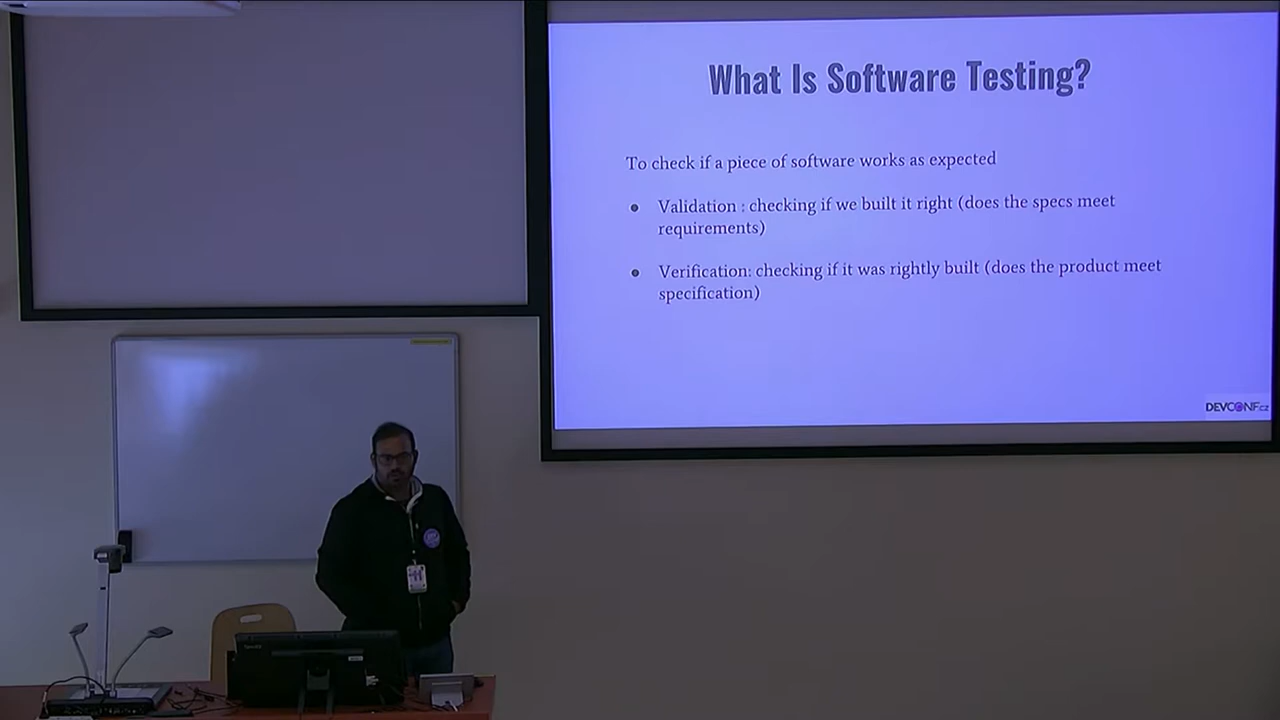 What Is Software Testing?
To check if a piece of software works as expected
Validation : checking if we built it right (does the specs meet
requirements)
Verification: checking if it was rightly built (does the product meet
specification)
DEVCONF.cz